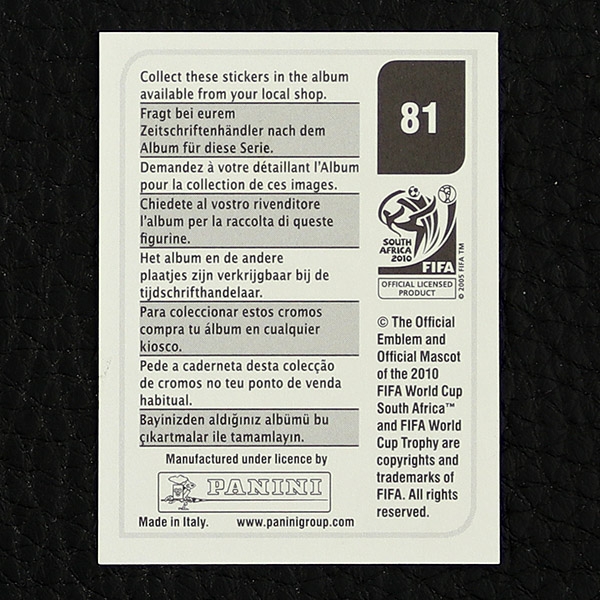 Collect these stickers in the album
available from your local shop.
Fragt bei eurem
Zeitschriftenhändler nach dem
Album für diese Serie.
Demandez à votre détaillant l'Album
pour la collection de ces images.
Chiedete al vostro rivenditore
l'album per la raccolta di queste
figurine.
Het album en de andere
plaatjes zijn verkrijgbaar bij de
tijdschrifthandelaar.
Para coleccionar estos cromos
compra tu álbum en cualquier
kiosco.
Pede a caderneta desta colecção
de cromos no teu ponto de venda
habitual.
Bayinizden aldığınız albümü bu
çıkartmalar ile tamamlayın.
Manufactured under licence by
PANINI
Made in Italy. www.paninigroup.com
81
SOUTH
AFRICA
2010
FIFA
OFFICIAL LICENSED
PRODUCT
© 2005 FIFA TM
© The Official
Emblem and
Official Mascot
of the 2010
FIFA World Cup
South Africa™
and FIFA World
Cup Trophy are
copyrights and
trademarks of
FIFA. All rights
reserved.